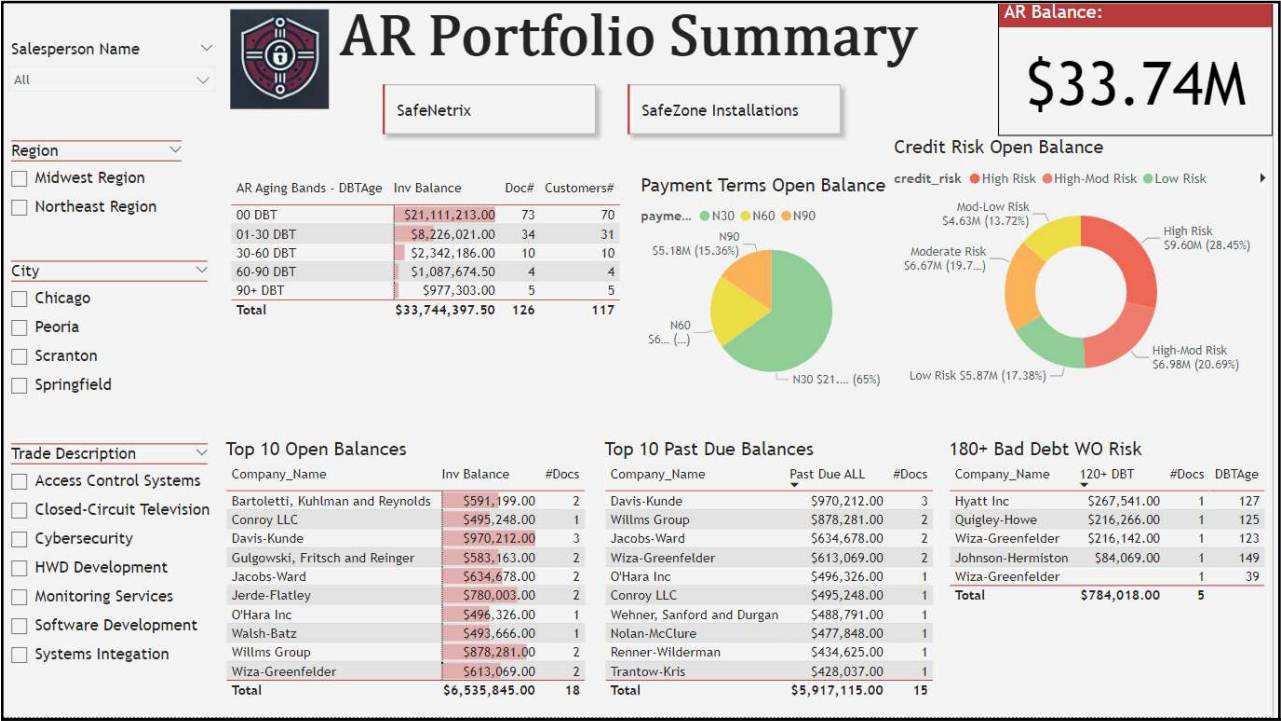 AR Portfolio Summary
AR Balance:
$33.74M
Salesperson Name
All
SafeNetrix
SafeZone Installations
Region
Midwest Region
Northeast Region
City
Chicago
Peoria
Scranton
Springfield
Trade Description
Access Control Systems
Closed-Circuit Television
Cybersecurity
HWD Development
Monitoring Services
Software Development
Systems Integation
AR Aging Bands - DBTAge Inv Balance Doc# Customers#
00 DBT $21,111,213.00 73 70
01-30 DBT $8,226,021.00 34 31
30-60 DBT $2,342,186.00 10 10
60-90 DBT $1,087,674.50 4 4
90+ DBT $977,303.00 5 5
Total $33,744,397.50 126 117
Payment Terms Open Balance
payme... N30 N60 N90
N90
$5.18M (15.36%)
N60
$6... (...)
N30 $21.... (65%)
Credit Risk Open Balance
credit_risk High Risk High-Mod Risk Low Risk
Mod-Low Risk
$4.63M (13.72%)
High Risk
$9.60M (28.45%)
Moderate Risk
$6.67M (19.7...)
High-Mod Risk
$6.98M (20.69%)
Low Risk $5.87M (17.38%)
Top 10 Open Balances
Company_Name Inv Balance #Docs
Bartoletti, Kuhlman and Reynolds $591,199.00 2
Conroy LLC $495,248.00 1
Davis-Kunde $970,212.00 3
Gulgowski, Fritsch and Reinger $583,163.00 2
Jacobs-Ward $634,678.00 2
Jerde-Flatley $780,003.00 2
O'Hara Inc $496,326.00 1
Walsh-Batz $493,666.00 1
Willms Group $878,281.00 2
Wiza-Greenfelder $613,069.00 2
Total $6,535,845.00 18
Top 10 Past Due Balances
Company_Name Past Due ALL #Docs
Davis-Kunde $970,212.00 3
Willms Group $878,281.00 2
Jacobs-Ward $634,678.00 2
Wiza-Greenfelder $613,069.00 2
O'Hara Inc $496,326.00 1
Conroy LLC $495,248.00 1
Wehner, Sanford and Durgan $488,791.00 1
Nolan-McClure $477,848.00 1
Renner-Wilderman $434,625.00 1
Trantow-Kris $428,037.00 1
Total $5,917,115.00 15
180+ Bad Debt WO Risk
Company_Name 120+ DBT #Docs DBTAge
Hyatt Inc $267,541.00 1 127
Quigley-Howe $216,266.00 1 125
Wiza-Greenfelder $216,142.00 1 123
Johnson-Hermiston $84,069.00 1 149
Wiza-Greenfelder 1 39
Total $784,018.00 5